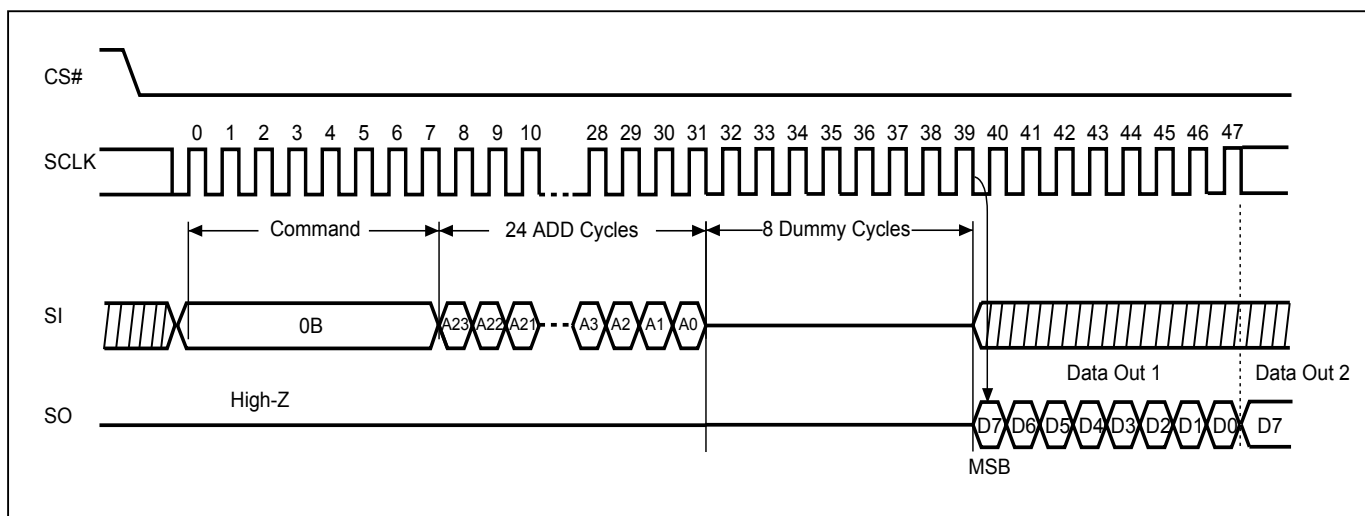 CS#
0 1 2 3 4 5 6 7 8 9 10 28 29 30 31 32 33 34 35 36 37 38 39 40 41 42 43 44 45 46 47
SCLK
Command 24 ADD Cycles 8 Dummy Cycles
SI 0B A23 A22 A21 A3 A2 A1 A0
Data Out 1 Data Out 2
High-Z
SO D7 D6 D5 D4 D3 D2 D1 D0 D7
MSB